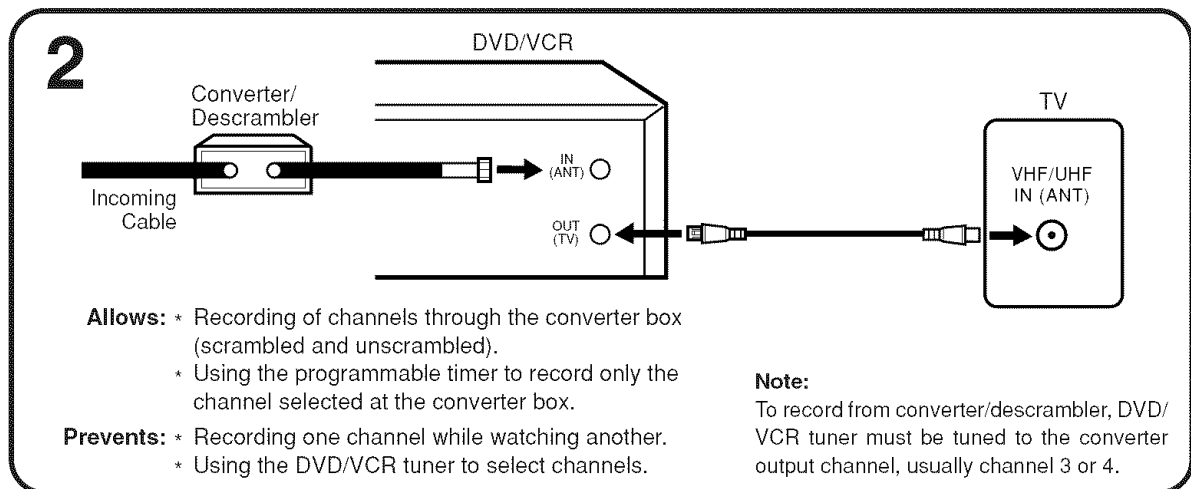 2
DVD/VCR
Converter/
Descrambler
TV
Incoming
Cable
IN
(ANT)
OUT
(TV)
VHF/UHF
IN (ANT)
Allows: * Recording of channels through the converter box
(scrambled and unscrambled).
* Using the programmable timer to record only the
channel selected at the converter box.
Prevents: * Recording one channel while watching another.
* Using the DVD/VCR tuner to select channels.
Note:
To record from converter/descrambler, DVD/
VCR tuner must be tuned to the converter
output channel, usually channel 3 or 4.